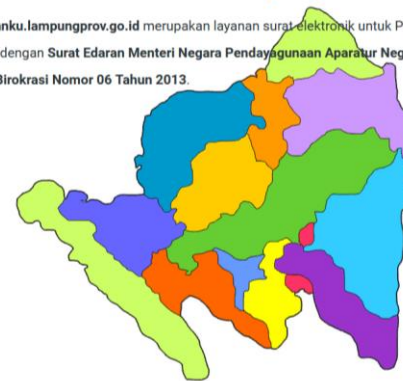 nku.lampungprov.go.id merupakan layanan surat elektronik untuk P
dengan Surat Edaran Menteri Negara Pendayagunaan Aparatur Neg
Birokrasi Nomor 06 Tahun 2013.